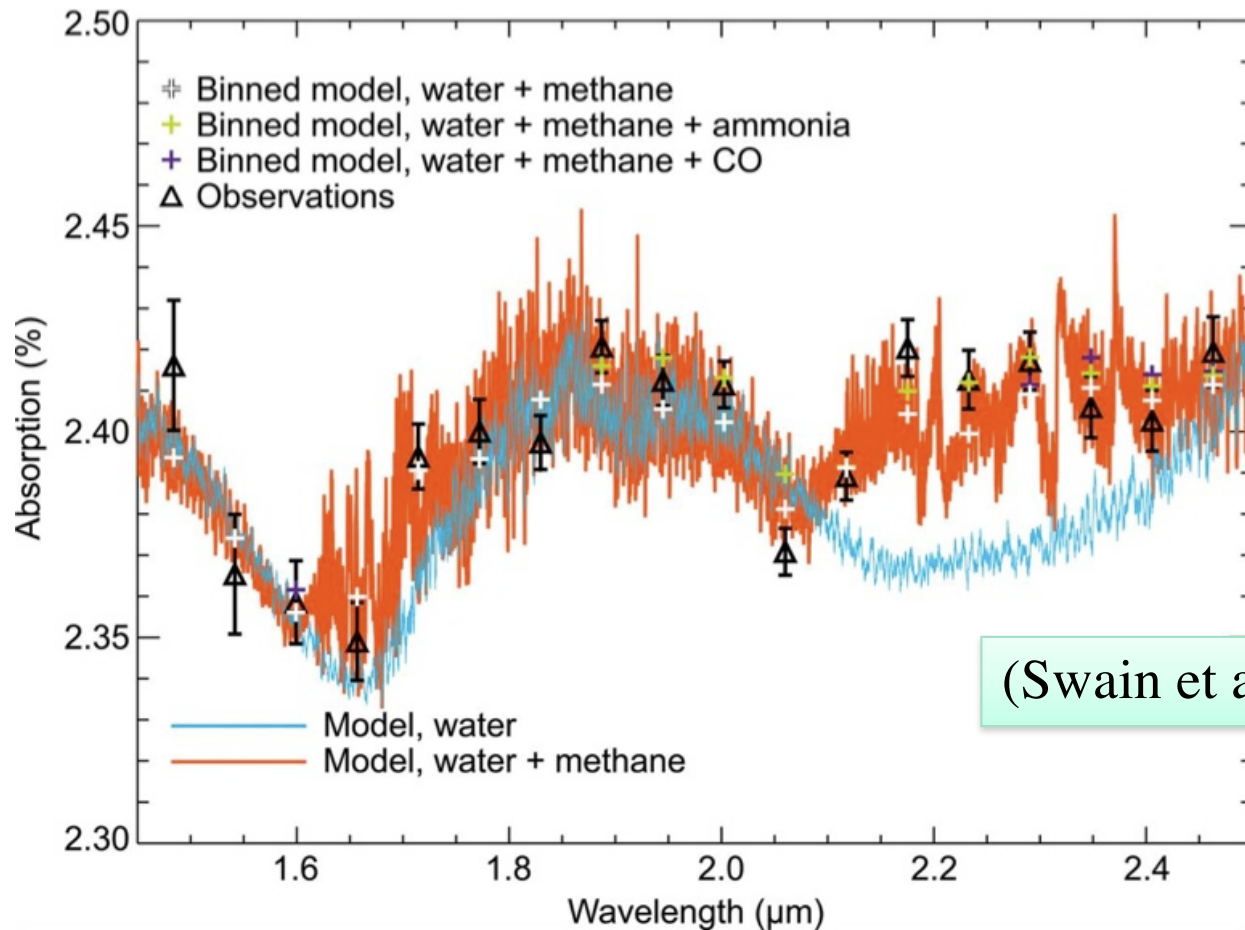 2.50
Binned model, water + methane
Binned model, water + methane + ammonia
Binned model, water + methane + CO
Observations
2.45
2.40
2.35
2.30
Absorption (%)
(Swain et a
Model, water
Model, water + methane
1.6 1.8 2.0 2.2 2.4
Wavelength (µm)